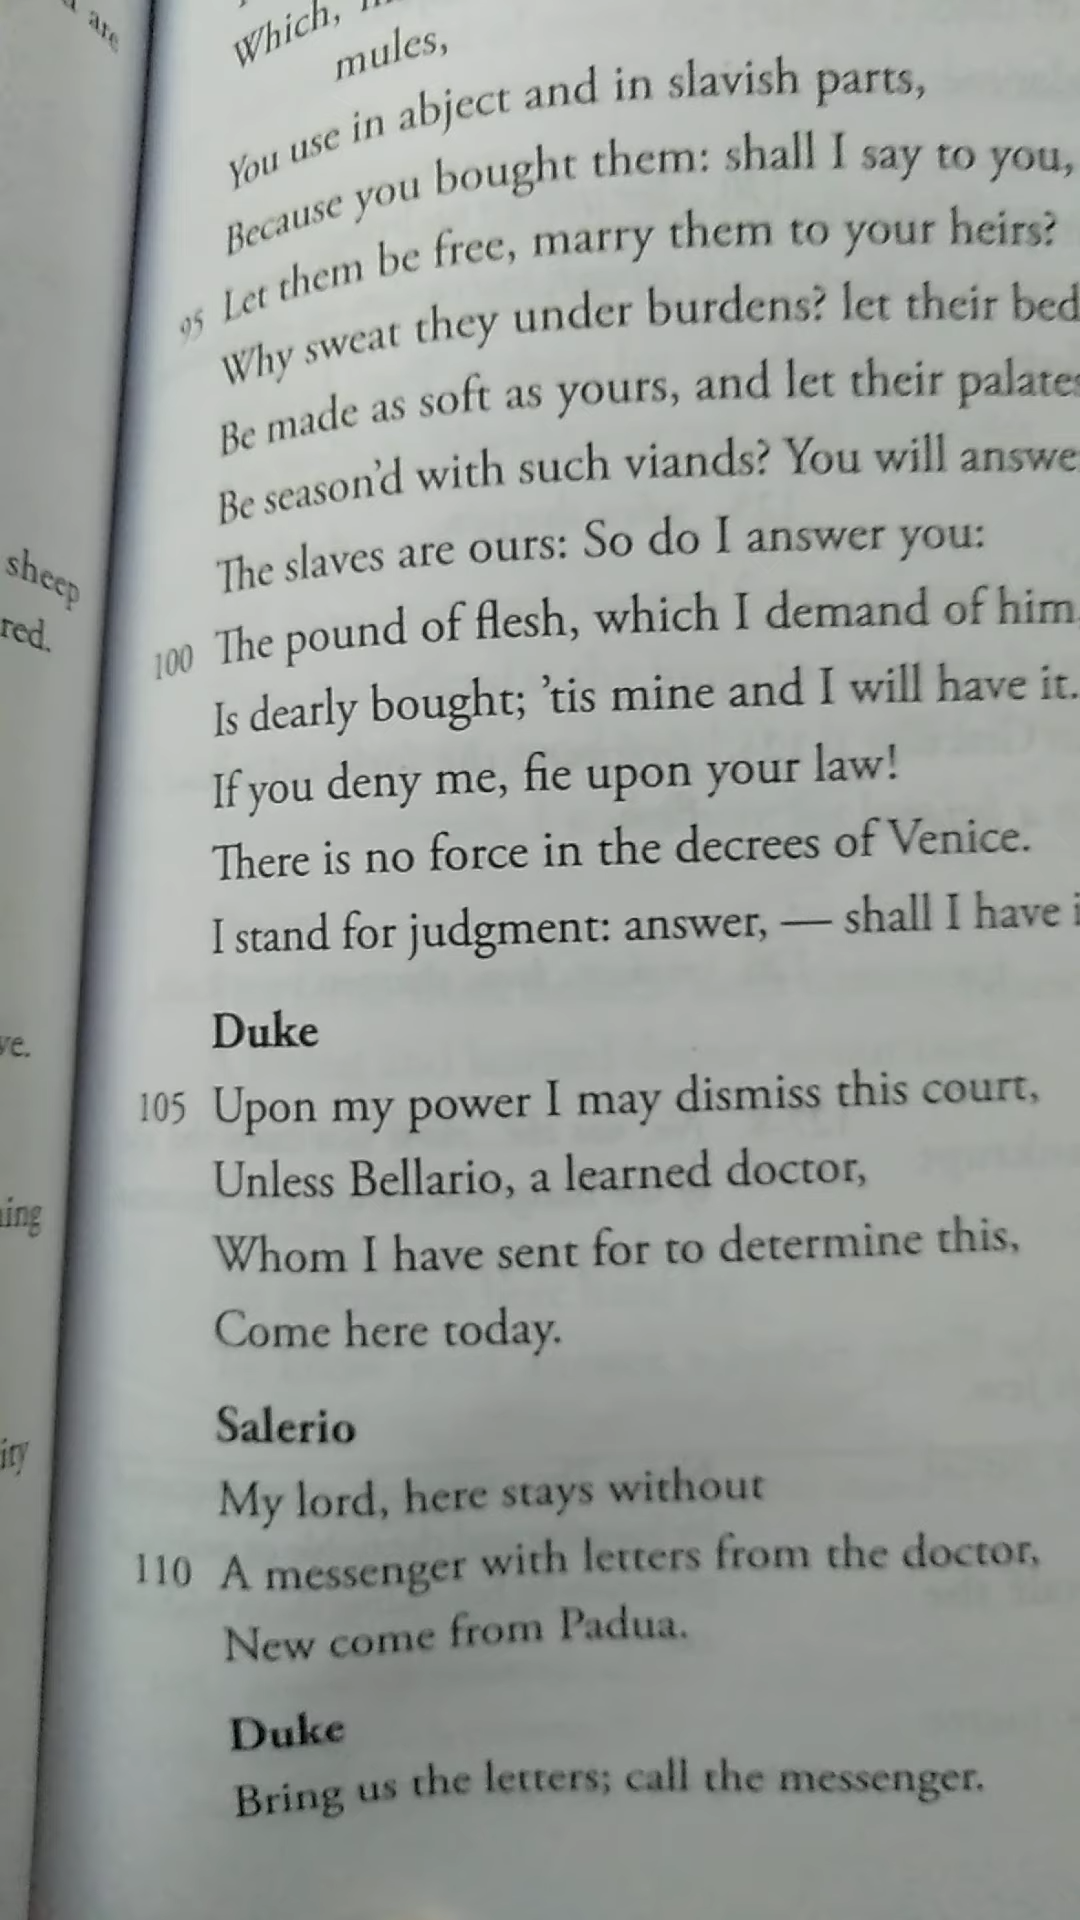 are
sheep
red.
ve.
ing
ity
Which,
mules,
You use in abject and in slavish parts,
Because you bought them: shall I say to you,
95 Let them be free, marry them to your heirs?
Why sweat they under burdens? let their bed
Be made as soft as yours, and let their palates
Be season’d with such viands? You will answe
The slaves are ours: So do I answer you:
100 The pound of flesh, which I demand of him
Is dearly bought; ’tis mine and I will have it.
If you deny me, fie upon your law!
There is no force in the decrees of Venice.
I stand for judgment: answer, — shall I have i
Duke
105 Upon my power I may dismiss this court,
Unless Bellario, a learned doctor,
Whom I have sent for to determine this,
Come here today.
Salerio
My lord, here stays without
110 A messenger with letters from the doctor,
New come from Padua.
Duke
Bring us the letters; call the messenger.